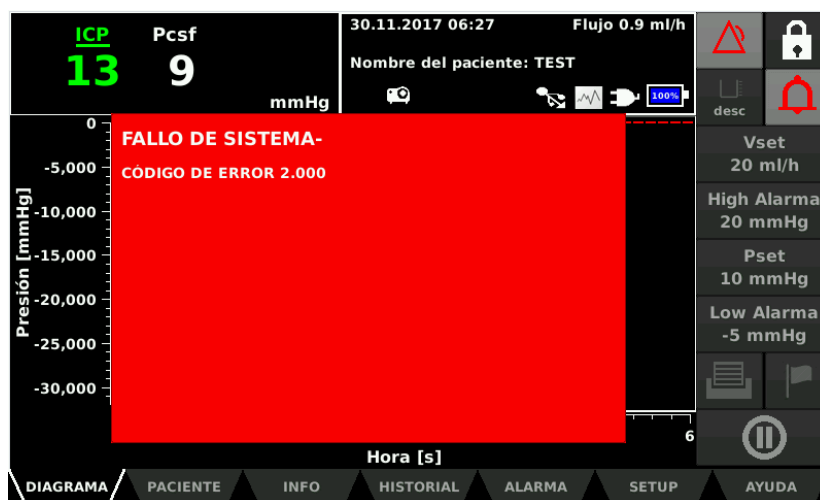 ICP Pcsf
13 9
mmHg
30.11.2017 06:27 Flujo 0.9 ml/h
Nombre del paciente: TEST
100%
desc
Vset
20 ml/h
High Alarma
20 mmHg
Pset
10 mmHg
Low Alarma
-5 mmHg
FALLO DE SISTEMA-
CÓDIGO DE ERROR 2.000
Presión [mmHg]
0
-5,000
-10,000
-15,000
-20,000
-25,000
-30,000
6
Hora [s]
DIAGRAMA PACIENTE INFO HISTORIAL ALARMA SETUP AYUDA